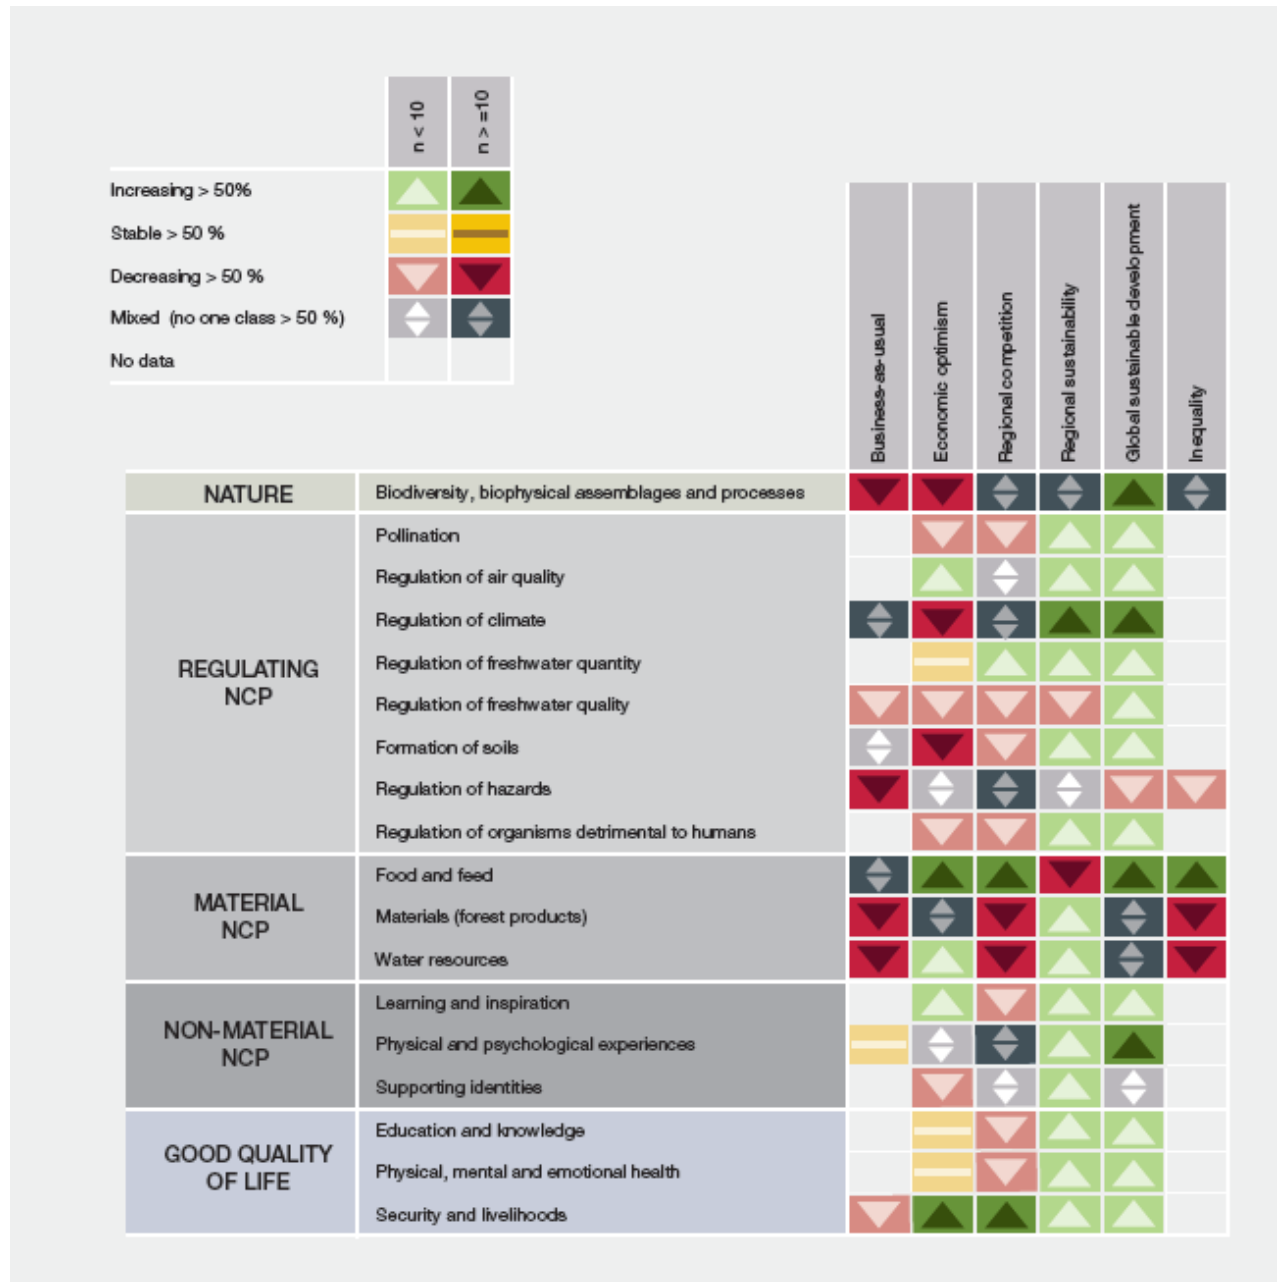 n < 10
n > =10
Increasing > 50%
Stable > 50 %
Decreasing > 50 %
Mixed (no one class > 50 %)
No data
Business-as-usual
Economic optimism
Regional competition
Regional sustainability
Global sustainable development
Inequality
NATURE
Biodiversity, biophysical assemblages and processes
REGULATING
NCP
Pollination
Regulation of air quality
Regulation of climate
Regulation of freshwater quantity
Regulation of freshwater quality
Formation of soils
Regulation of hazards
Regulation of organisms detrimental to humans
MATERIAL
NCP
Food and feed
Materials (forest products)
Water resources
NON-MATERIAL
NCP
Learning and inspiration
Physical and psychological experiences
Supporting identities
GOOD QUALITY
OF LIFE
Education and knowledge
Physical, mental and emotional health
Security and livelihoods